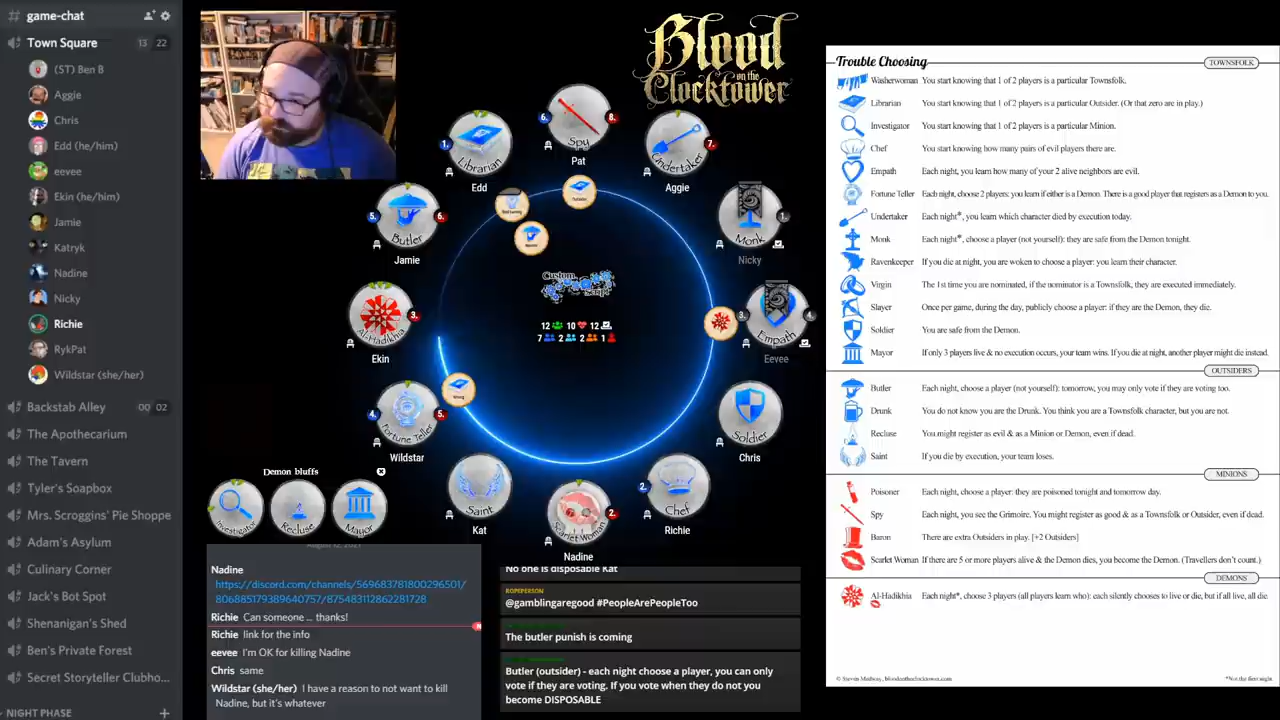 # game-chat
Town Square 13 22
(ST) Ben B
Aggie
Chris
Edd (he/him)
eevee
Ekin (he/him)
Jamie
Katryk
Nadine
Nicky
Richie
RykPat
Wildstar (she/her)
Backstab Alley 00 02
The Apothecarium
The Tavern
Tyler's Soapbox
Mrs. Scroggins' Pie Shoppe
Adam's Asylum
Culinary Corner
Jack's Bot Spot
Shenanigan's Shed
Ben's Private Forest
Secret Storyteller Clubho...
NIGHT PHASE
Blood
on the
Clocktower
Librarian
1.
Edd
Spy
6. 8.
Pat
Undertaker
7.
Aggie
Monk
1.
Nicky
Empath
3. 4.
Eevee
Soldier
Chris
Chef
2.
Richie
Scarlet Woman
2.
Nadine
Saint
Kat
Fortune Teller
4. 5.
Wildstar
Al-Hadikhia
3.
Ekin
Butler
5. 6.
Jamie
Wrong
Custom
Script
12 10 12
7 2 2 1
Demon bluffs
Investigator
Recluse
Mayor
August 12, 2021
Nadine
https://discord.com/channels/569683781800296501/
806885179389640757/875483112862281728
Richie Can someone ... thanks!
Richie link for the info
eevee I'm OK for killing Nadine
Chris same
Wildstar (she/her) I have a reason to not want to kill
Nadine, but it's whatever
No one is disposable Kat
ROPEPERSON
@gamblingaregood #PeopleArePeopleToo
The butler punish is coming
Butler (outsider) - each night choose a player, you can only
vote if they are voting. If you vote when they do not you
become DISPOSABLE
Trouble Choosing
TOWNSFOLK
Washerwoman You start knowing that 1 of 2 players is a particular Townsfolk.
Librarian You start knowing that 1 of 2 players is a particular Outsider. (Or that zero are in play.)
Investigator You start knowing that 1 of 2 players is a particular Minion.
Chef You start knowing how many pairs of evil players there are.
Empath Each night, you learn how many of your 2 alive neighbors are evil.
Fortune Teller Each night, choose 2 players: you learn if either is a Demon. There is a good player that registers as a Demon to you.
Undertaker Each night*, you learn which character died by execution today.
Monk Each night*, choose a player (not yourself): they are safe from the Demon tonight.
Ravenkeeper If you die at night, you are woken to choose a player: you learn their character.
Virgin The 1st time you are nominated, if the nominator is a Townsfolk, they are executed immediately.
Slayer Once per game, during the day, publicly choose a player: if they are the Demon, they die.
Soldier You are safe from the Demon.
Mayor If only 3 players live & no execution occurs, your team wins. If you die at night, another player might die instead.
OUTSIDERS
Butler Each night, choose a player (not yourself): tomorrow, you may only vote if they are voting too.
Drunk You do not know you are the Drunk. You think you are a Townsfolk character, but you are not.
Recluse You might register as evil & as a Minion or Demon, even if dead.
Saint If you die by execution, your team loses.
MINIONS
Poisoner Each night, choose a player: they are poisoned tonight and tomorrow day.
Spy Each night, you see the Grimoire. You might register as good & as a Townsfolk or Outsider, even if dead.
Baron There are extra Outsiders in play. [+2 Outsiders]
Scarlet Woman If there are 5 or more players alive & the Demon dies, you become the Demon. (Travellers don't count.)
DEMONS
Al-Hadikhia Each night*, choose 3 players (all players learn who): each silently chooses to live or die, but if all live, all die.
© Steven Medway, bloodontheclocktower.com
*Not the first night